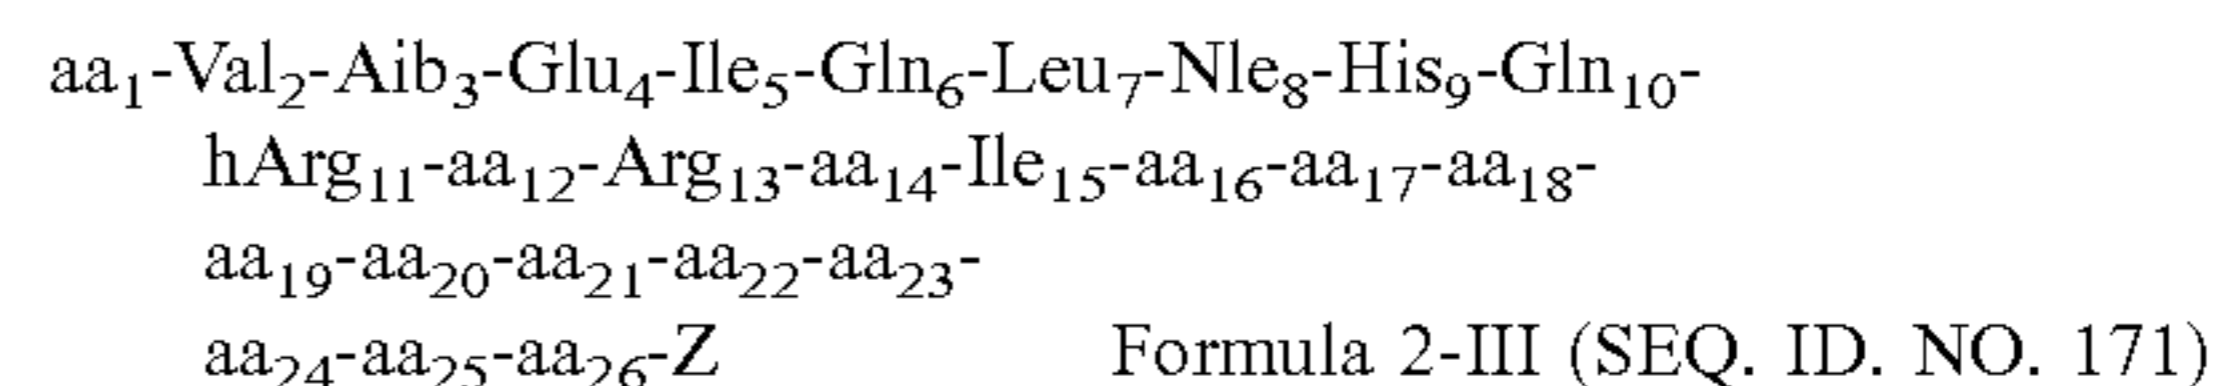 aa₁-Val₂-Aib₃-Glu₄-Ile₅-Gln₆-Leu₇-Nle₈-His₉-Gln₁₀-
hArg₁₁-aa₁₂-Arg₁₃-aa₁₄-Ile₁₅-aa₁₆-aa₁₇-aa₁₈-
aa₁₉-aa₂₀-aa₂₁-aa₂₂-aa₂₃-
aa₂₄-aa₂₅-aa₂₆-Z Formula 2-III (SEQ. ID. NO. 171)